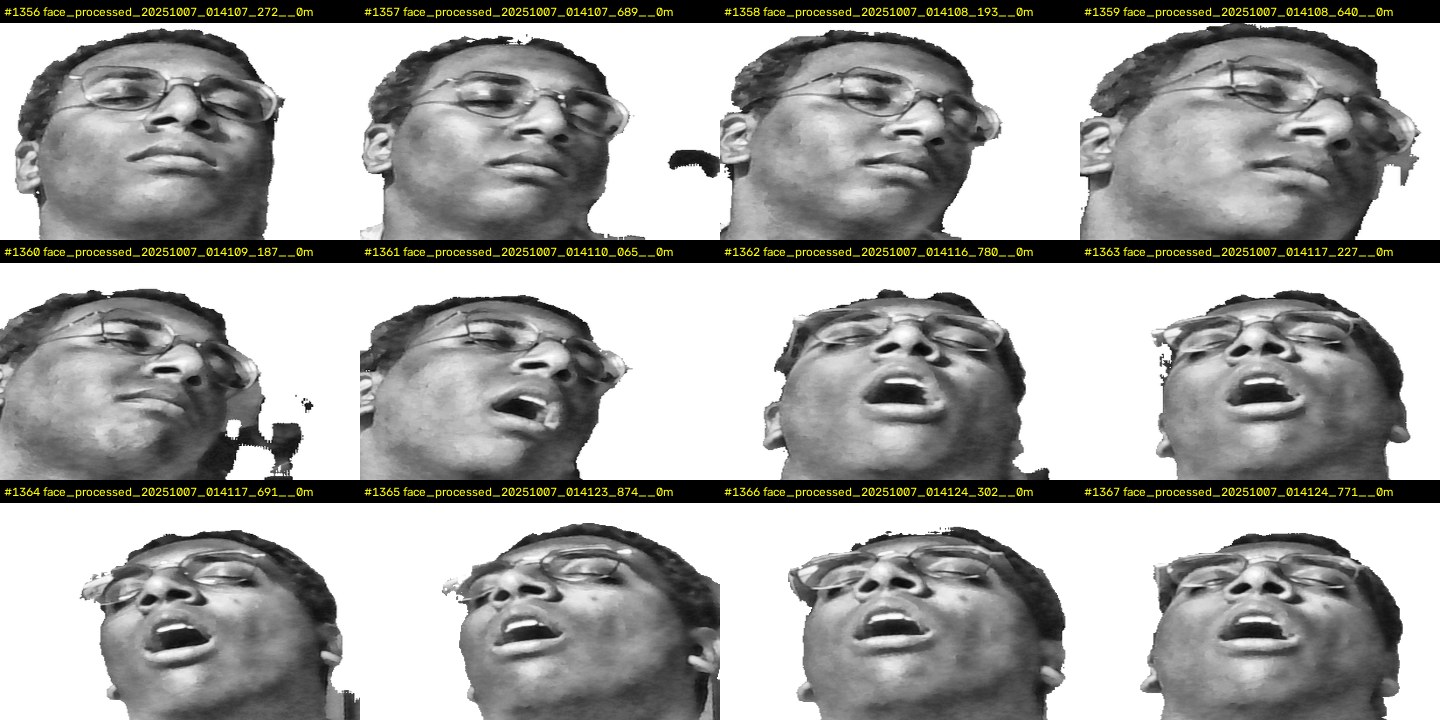 #1356 face_processed_20251007_014107_272__0m
#1357 face_processed_20251007_014107_689__0m
#1358 face_processed_20251007_014108_193__0m
#1359 face_processed_20251007_014108_640__0m
#1360 face_processed_20251007_014109_187__0m
#1361 face_processed_20251007_014110_065__0m
#1362 face_processed_20251007_014116_780__0m
#1363 face_processed_20251007_014117_227__0m
#1364 face_processed_20251007_014117_691__0m
#1365 face_processed_20251007_014123_874__0m
#1366 face_processed_20251007_014124_302__0m
#1367 face_processed_20251007_014124_771__0m